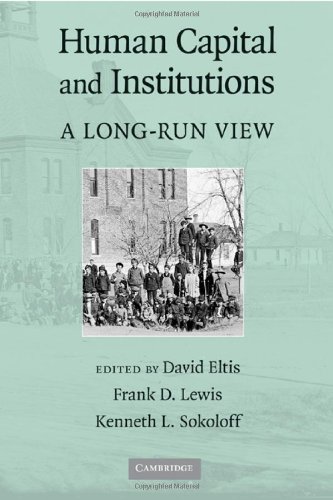 Human Capital
and Institutions
A LONG-RUN VIEW
EDITED BY David Eltis
Frank D. Lewis
Kenneth L. Sokoloff
CAMBRIDGE